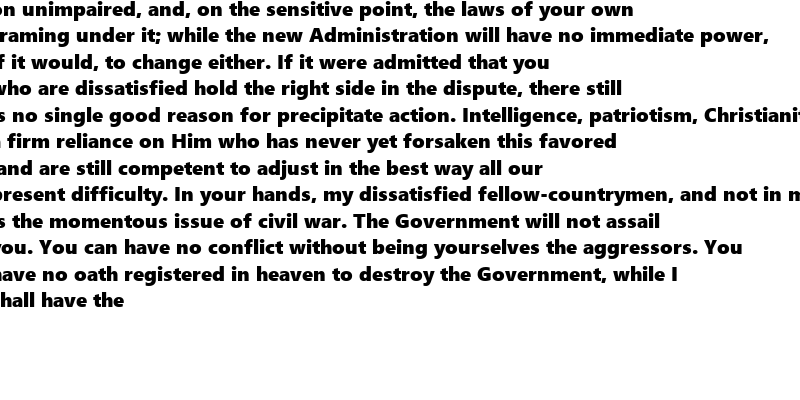 on unimpaired, and, on the sensitive point, the laws of your own
framing under it; while the new Administration will have no immediate power,
if it would, to change either. If it were admitted that you
who are dissatisfied hold the right side in the dispute, there still
is no single good reason for precipitate action. Intelligence, patriotism,
firm reliance on Him who has never yet forsaken this favored
and are still competent to adjust in the best way all our
present difficulty. In your hands, my dissatisfied fellow-countrymen, and not in
is the momentous issue of civil war. The Government will not assail
you. You can have no conflict without being yourselves the aggressors. You
have no oath registered in heaven to destroy the Government, while I
shall have the